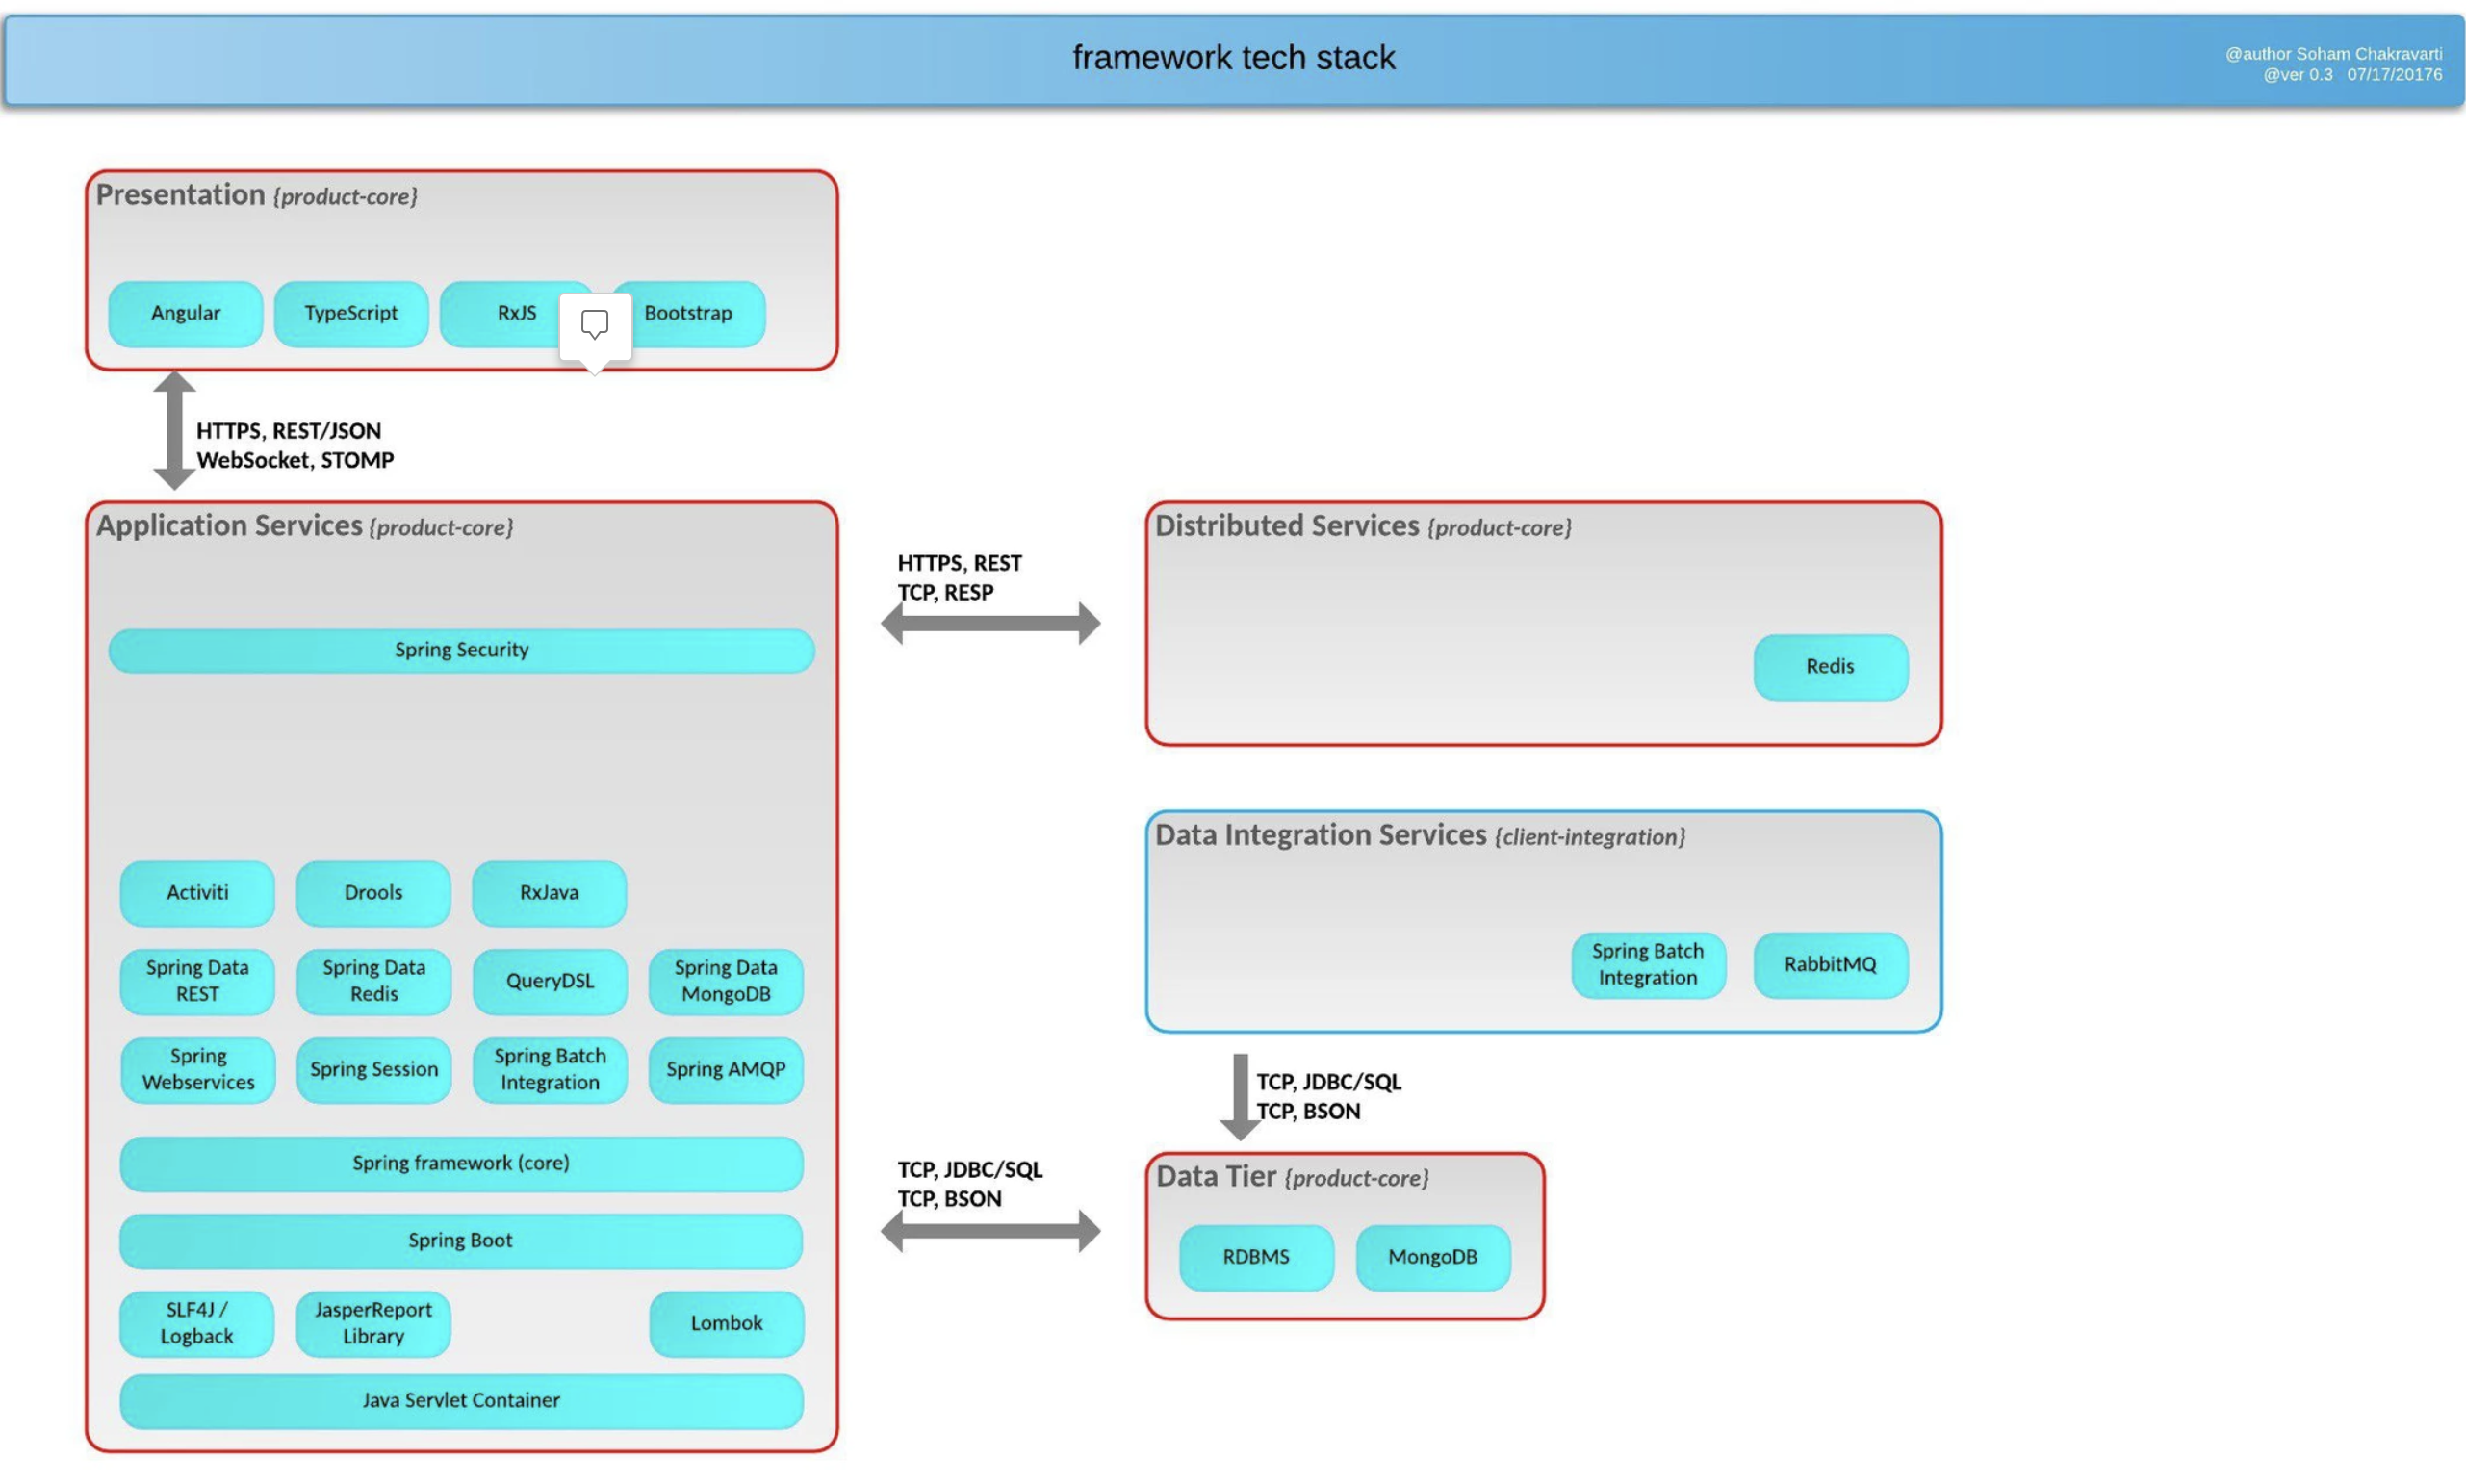 framework tech stack
@author Soham Chakravarti
@ver 0.3 07/17/20176
Presentation {product-core}
Angular
TypeScript
RxJS
Bootstrap
HTTPS, REST/JSON
WebSocket, STOMP
Application Services {product-core}
Spring Security
Activiti
Drools
RxJava
Spring Data
REST
Spring Data
Redis
QueryDSL
Spring Data
MongoDB
Spring
Webservices
Spring Session
Spring Batch
Integration
Spring AMQP
Spring framework (core)
Spring Boot
SLF4J /
Logback
JasperReport
Library
Lombok
Java Servlet Container
HTTPS, REST
TCP, RESP
Distributed Services {product-core}
Redis
Data Integration Services {client-integration}
Spring Batch
Integration
RabbitMQ
TCP, JDBC/SQL
TCP, BSON
TCP, JDBC/SQL
TCP, BSON
Data Tier {product-core}
RDBMS
MongoDB